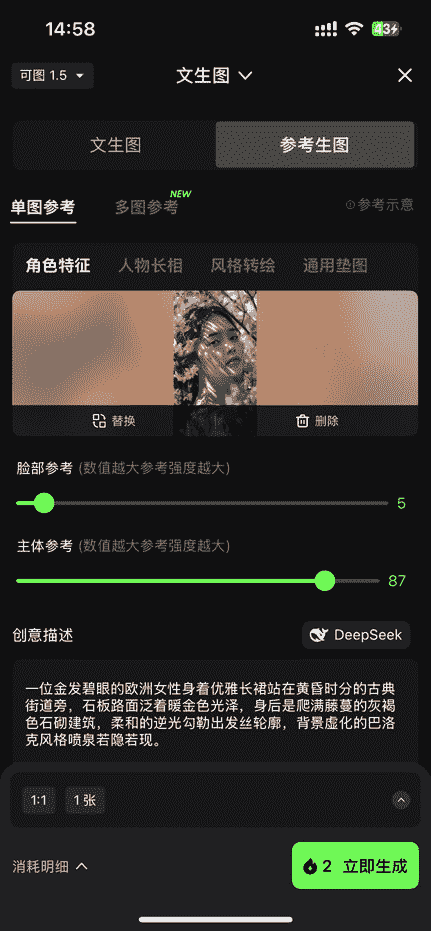 14:58
43
可图 1.5
文生图
文生图
参考生图
单图参考
多图参考
NEW
参考示意
角色特征
人物长相
风格转绘
通用垫图
替换
删除
脸部参考 (数值越大参考强度越大)
5
主体参考 (数值越大参考强度越大)
87
创意描述
DeepSeek
一位金发碧眼的欧洲女性身着优雅长裙站在黄昏时分的古典
街道旁，石板路面泛着暖金色光泽，身后是爬满藤蔓的灰褐
色石砌建筑，柔和的逆光勾勒出发丝轮廓，背景虚化的巴洛
克风格喷泉若隐若现。
1:1
1 张
消耗明细
2 立即生成